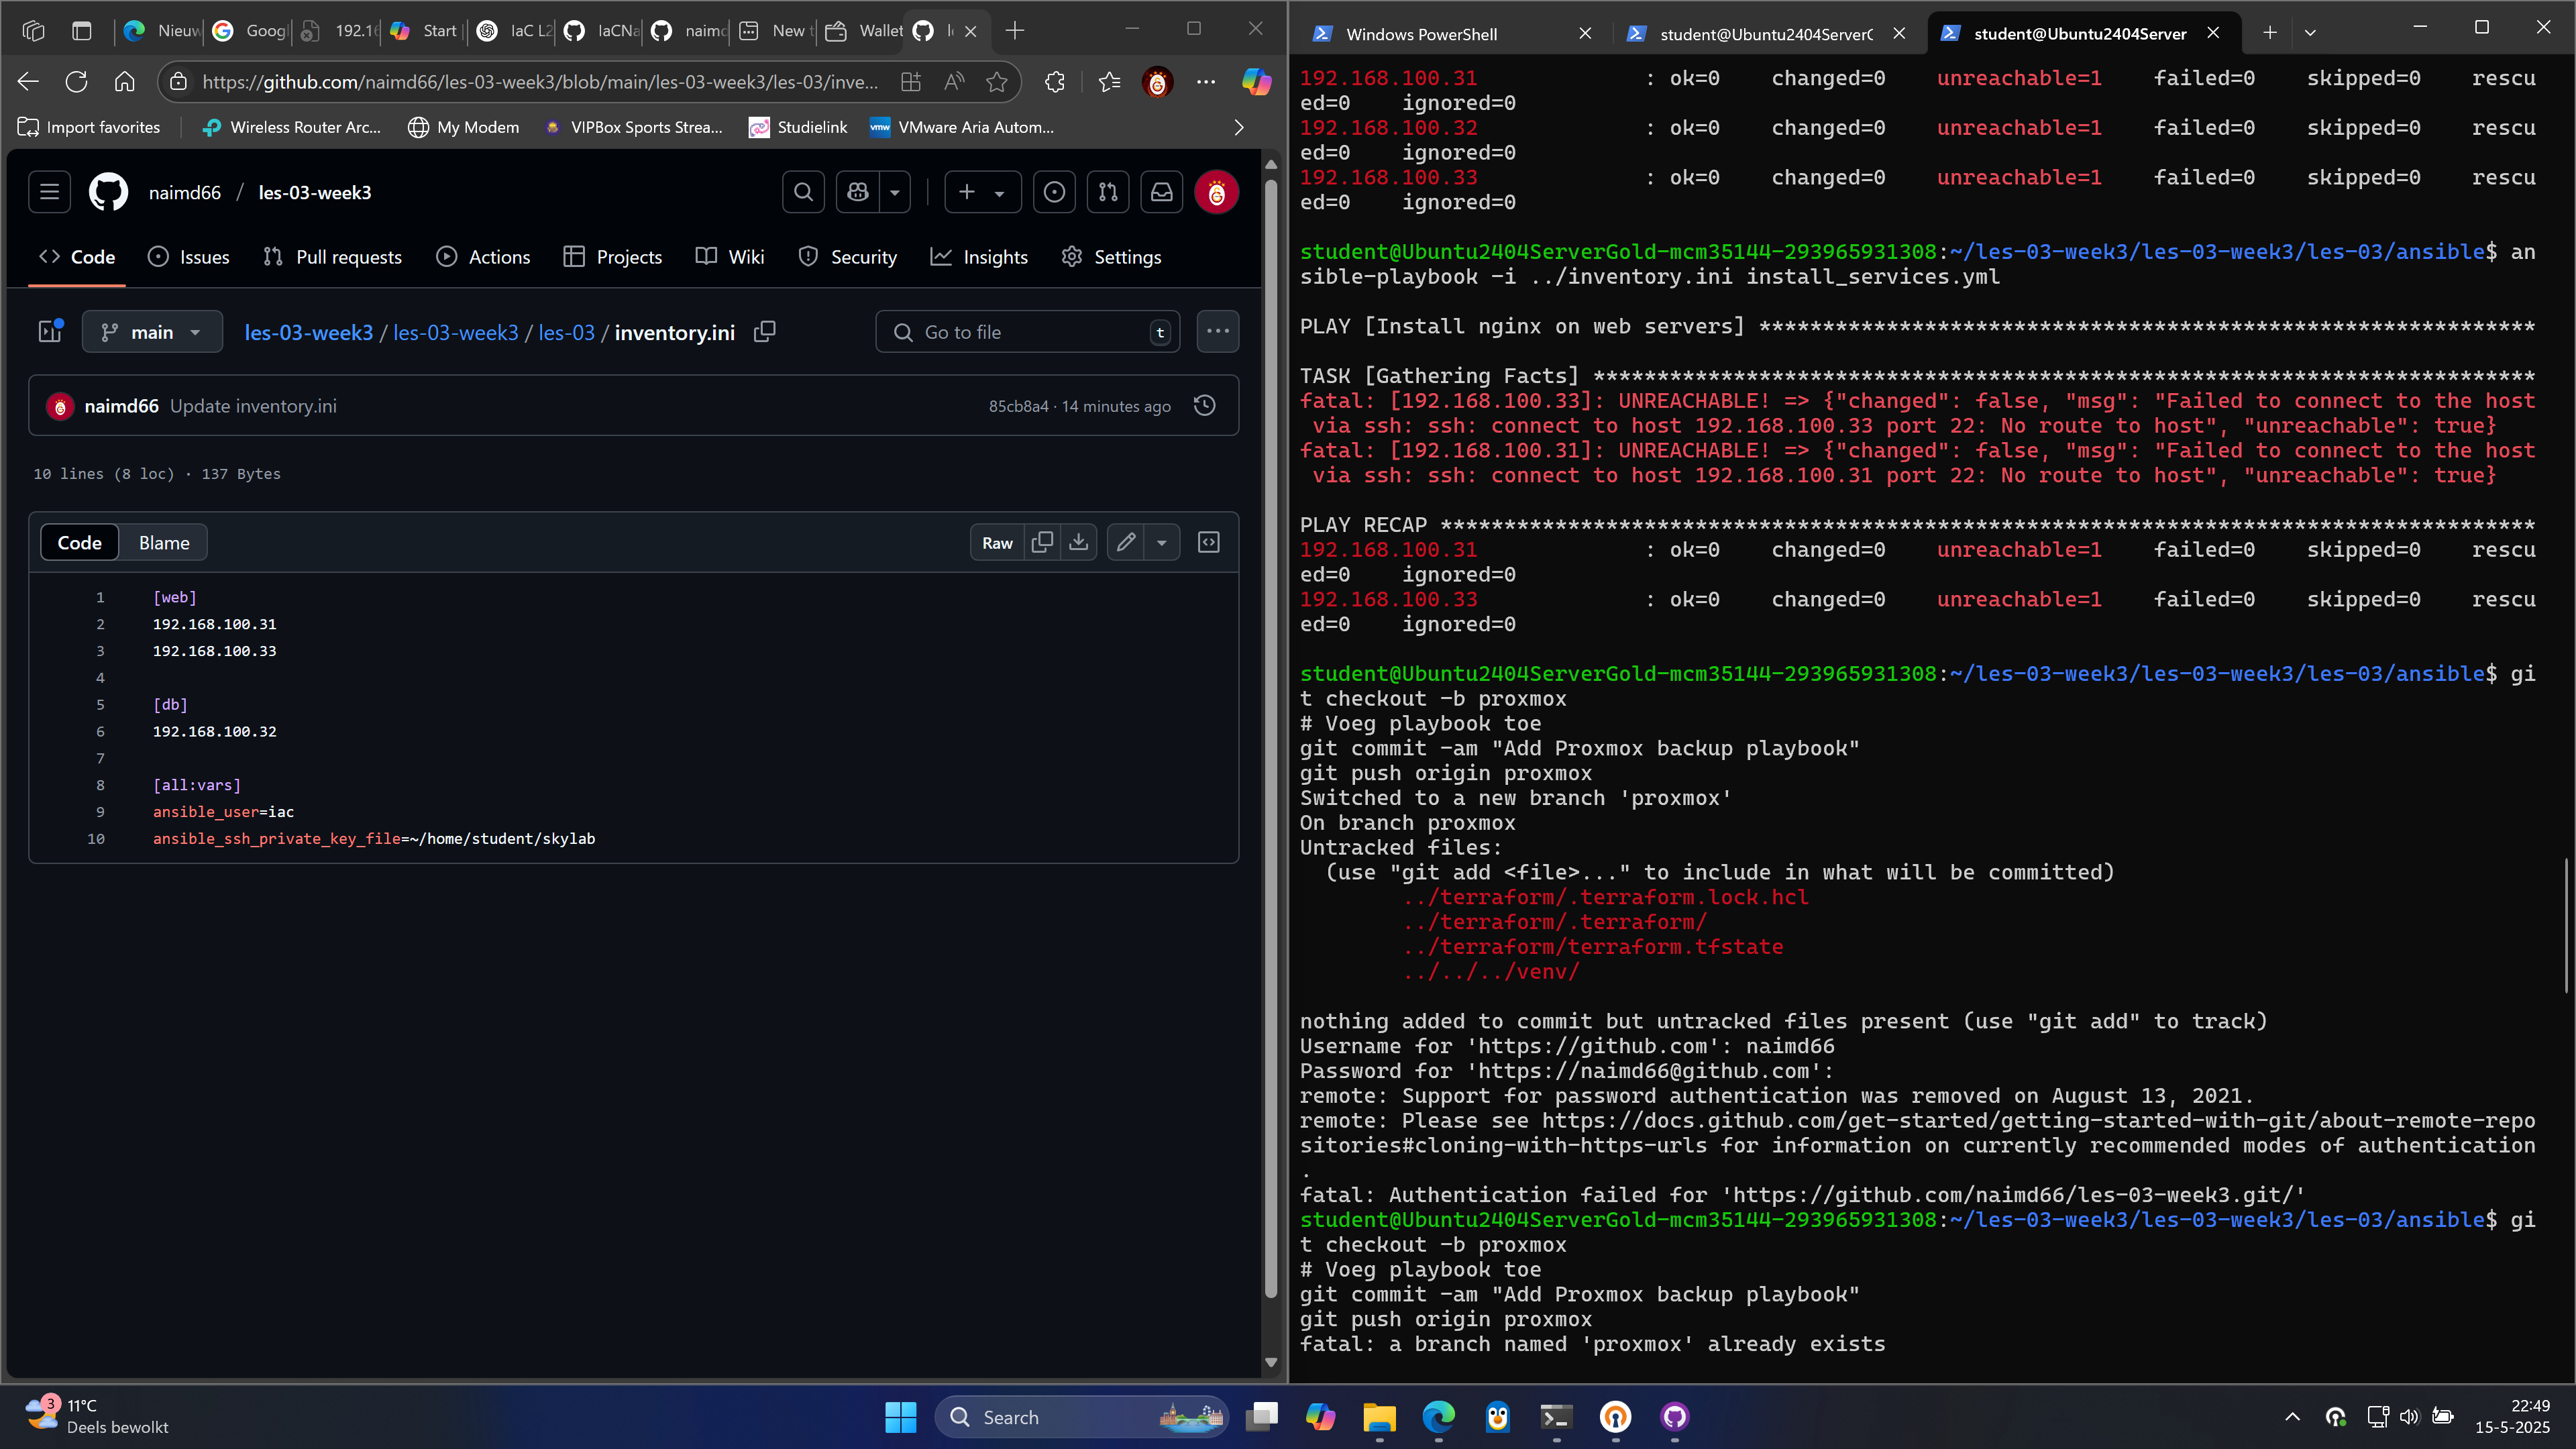 Nieuw
Googl
192.16
Start
IaC L2
IaCNa
naimd
New t
Wallet
https://github.com/naimd66/les-03-week3/blob/main/les-03-week3/les-03/inve...
Import favorites
Wireless Router Arc...
My Modem
VIPBox Sports Strea...
Studielink
vmw
VMware Aria Autom...
naimd66 / les-03-week3
Code
Issues
Pull requests
Actions
Projects
Wiki
Security
Insights
Settings
main
les-03-week3 / les-03-week3 / les-03 / inventory.ini
Go to file
t
naimd66 Update inventory.ini
85cb8a4 · 14 minutes ago
10 lines (8 loc) · 137 Bytes
Code
Blame
Raw
1 [web]
2 192.168.100.31
3 192.168.100.33
4
5 [db]
6 192.168.100.32
7
8 [all:vars]
9 ansible_user=iac
10 ansible_ssh_private_key_file=~/home/student/skylab
Windows PowerShell
student@Ubuntu2404Server
student@Ubuntu2404Server
192.168.100.31 : ok=0 changed=0 unreachable=1 failed=0 skipped=0 rescu
ed=0 ignored=0
192.168.100.32 : ok=0 changed=0 unreachable=1 failed=0 skipped=0 rescu
ed=0 ignored=0
192.168.100.33 : ok=0 changed=0 unreachable=1 failed=0 skipped=0 rescu
ed=0 ignored=0
student@Ubuntu2404ServerGold-mcm35144-293965931308:~/les-03-week3/les-03-week3/les-03/ansible$ an
sible-playbook -i ../inventory.ini install_services.yml
PLAY [Install nginx on web servers] *************************************************************
TASK [Gathering Facts] **************************************************************************
fatal: [192.168.100.33]: UNREACHABLE! => {"changed": false, "msg": "Failed to connect to the host
via ssh: ssh: connect to host 192.168.100.33 port 22: No route to host", "unreachable": true}
fatal: [192.168.100.31]: UNREACHABLE! => {"changed": false, "msg": "Failed to connect to the host
via ssh: ssh: connect to host 192.168.100.31 port 22: No route to host", "unreachable": true}
PLAY RECAP **************************************************************************************
192.168.100.31 : ok=0 changed=0 unreachable=1 failed=0 skipped=0 rescu
ed=0 ignored=0
192.168.100.33 : ok=0 changed=0 unreachable=1 failed=0 skipped=0 rescu
ed=0 ignored=0
student@Ubuntu2404ServerGold-mcm35144-293965931308:~/les-03-week3/les-03-week3/les-03/ansible$ gi
t checkout -b proxmox
# Voeg playbook toe
git commit -am "Add Proxmox backup playbook"
git push origin proxmox
Switched to a new branch 'proxmox'
On branch proxmox
Untracked files:
(use "git add <file>..." to include in what will be committed)
../terraform/.terraform.lock.hcl
../terraform/.terraform/
../terraform/terraform.tfstate
../../../venv/
nothing added to commit but untracked files present (use "git add" to track)
Username for 'https://github.com': naimd66
Password for 'https://naimd66@github.com':
remote: Support for password authentication was removed on August 13, 2021.
remote: Please see https://docs.github.com/get-started/getting-started-with-git/about-remote-repo
sitories#cloning-with-https-urls for information on currently recommended modes of authentication
.
fatal: Authentication failed for 'https://github.com/naimd66/les-03-week3.git/'
student@Ubuntu2404ServerGold-mcm35144-293965931308:~/les-03-week3/les-03-week3/les-03/ansible$ gi
t checkout -b proxmox
# Voeg playbook toe
git commit -am "Add Proxmox backup playbook"
git push origin proxmox
fatal: a branch named 'proxmox' already exists
3
11°C
Deels bewolkt
Search
22:49
15-5-2025